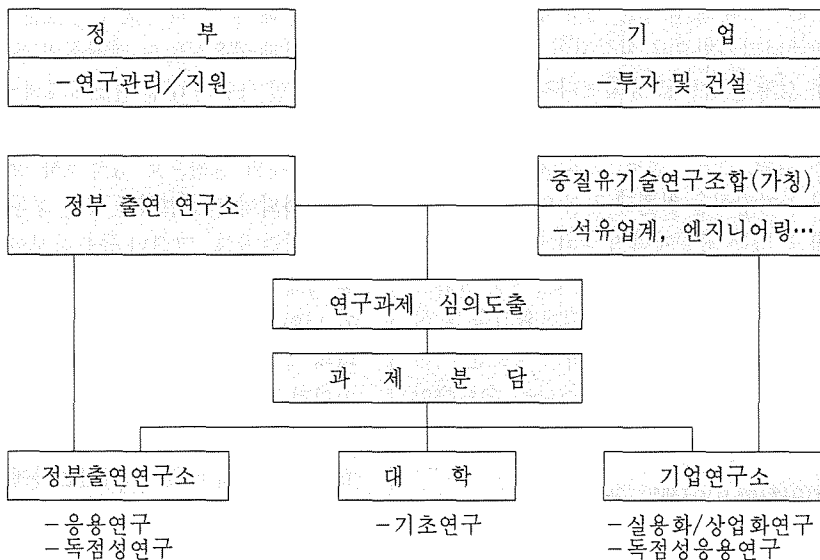 정 부
기 업
-연구관리/지원
-투자 및 건설
정부 출연 연구소
중질유기술연구조합(가칭)
-석유업계, 엔지니어링…
연구과제 심의도출
과 제 분 담
정부출연연구소
대 학
기업연구소
-응용연구
-독점성연구
-기초연구
-실용화/상업화연구
-독점성응용연구